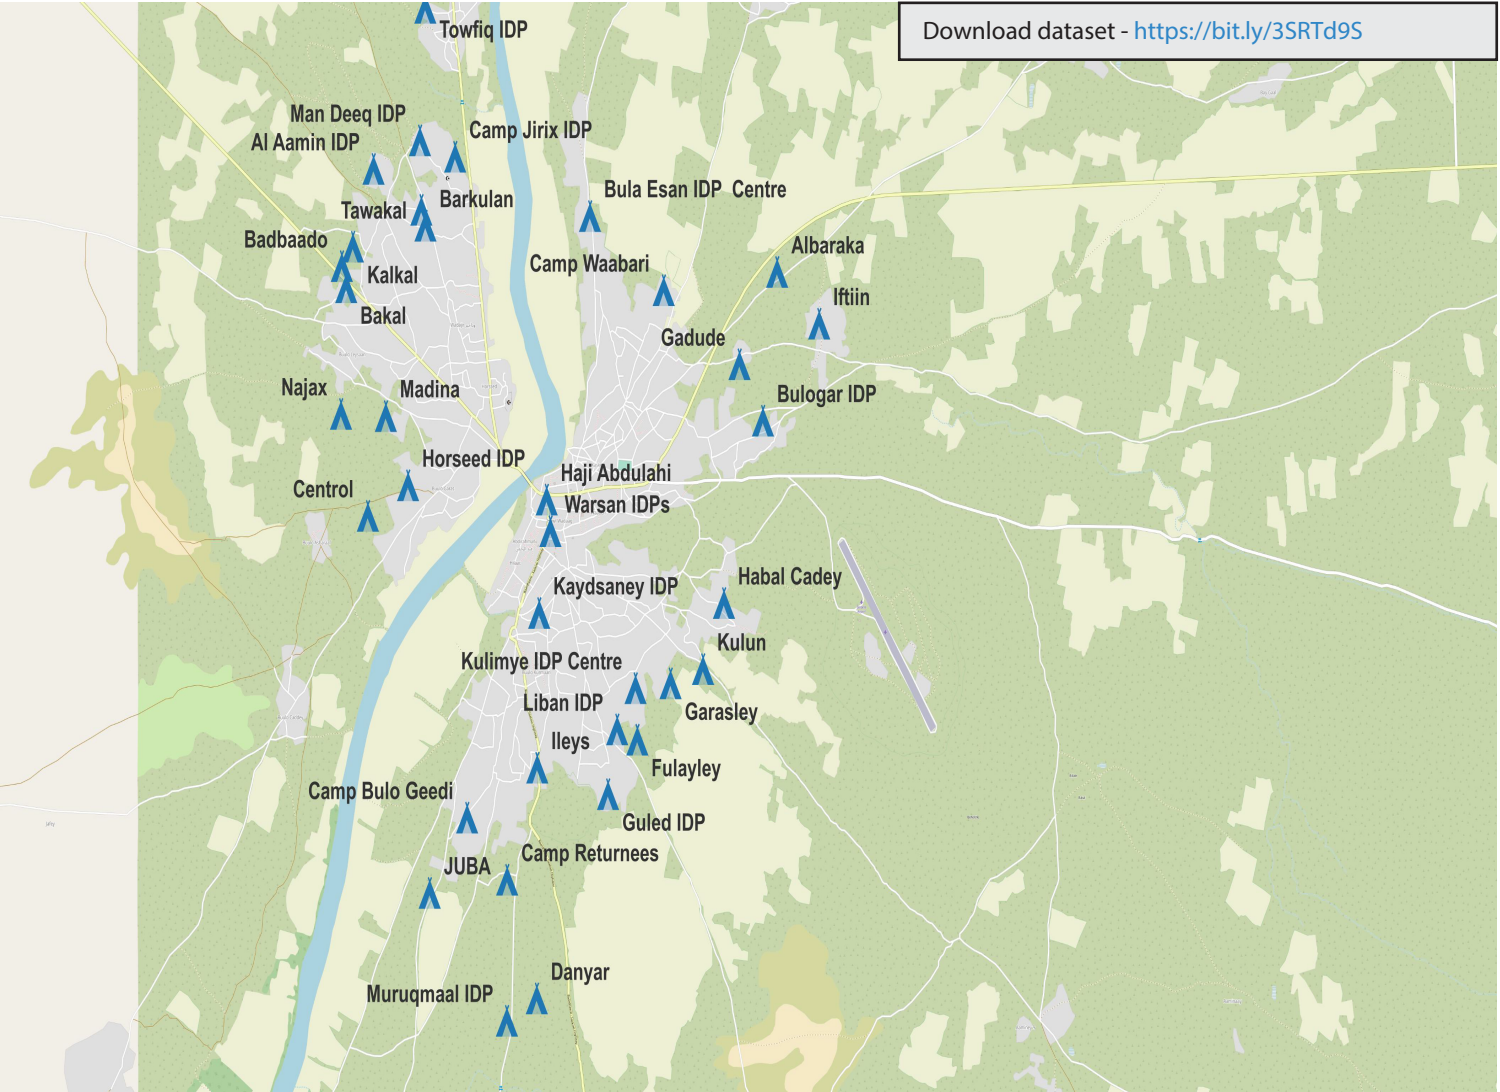 Download dataset - https://bit.ly/3SRTd9S
Towfiq IDP
Man Deeq IDP
Camp Jirix IDP
Al Aamin IDP
Bula Esan IDP Centre
Barkulan
Tawakal
Badbaado
Albaraka
Camp Waabari
Kalkal
Iftiin
Bakal
Gadude
Najax
Madina
Bulogar IDP
Horseed IDP
Haji Abdulahi
Centrol
Warsan IDPs
Habal Cadey
Kaydsaney IDP
Kulun
Kulimye IDP Centre
Liban IDP
Garasley
Ileys
Fulayley
Camp Bulo Geedi
Guled IDP
Camp Returnees
JUBA
Danyar
Muruqmaal IDP